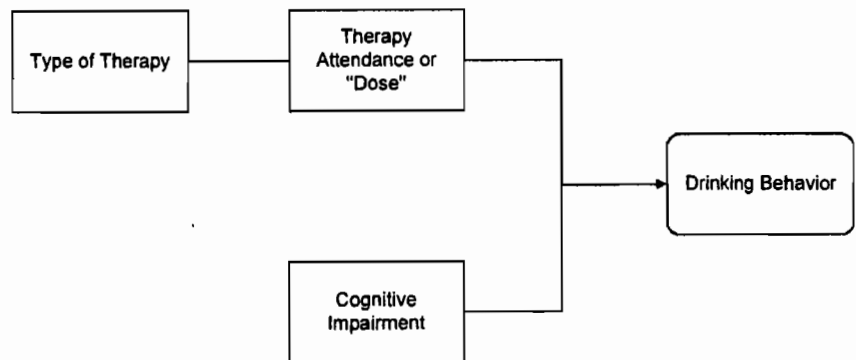 Type of Therapy
Therapy
Attendance or
"Dose"
Drinking Behavior
Cognitive
Impairment